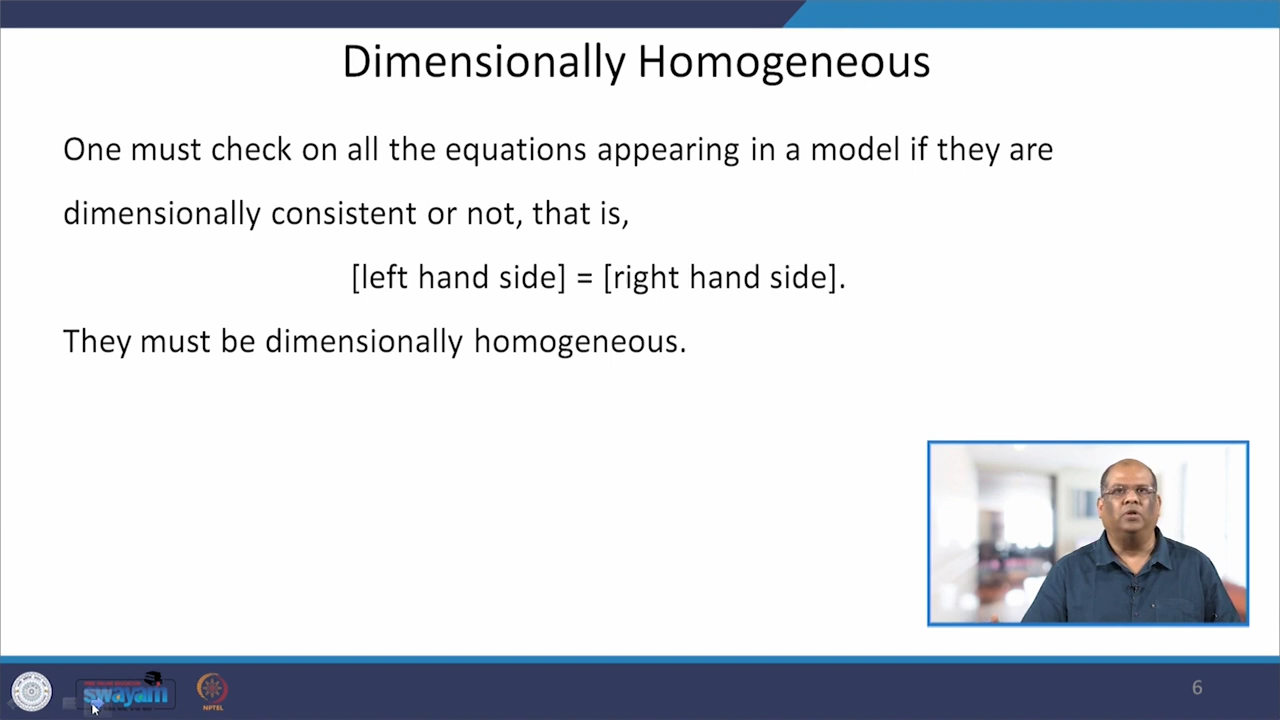 Dimensionally Homogeneous
One must check on all the equations appearing in a model if they are
dimensionally consistent or not, that is,
[left hand side] = [right hand side].
They must be dimensionally homogeneous.
swayam
NPTEL
6